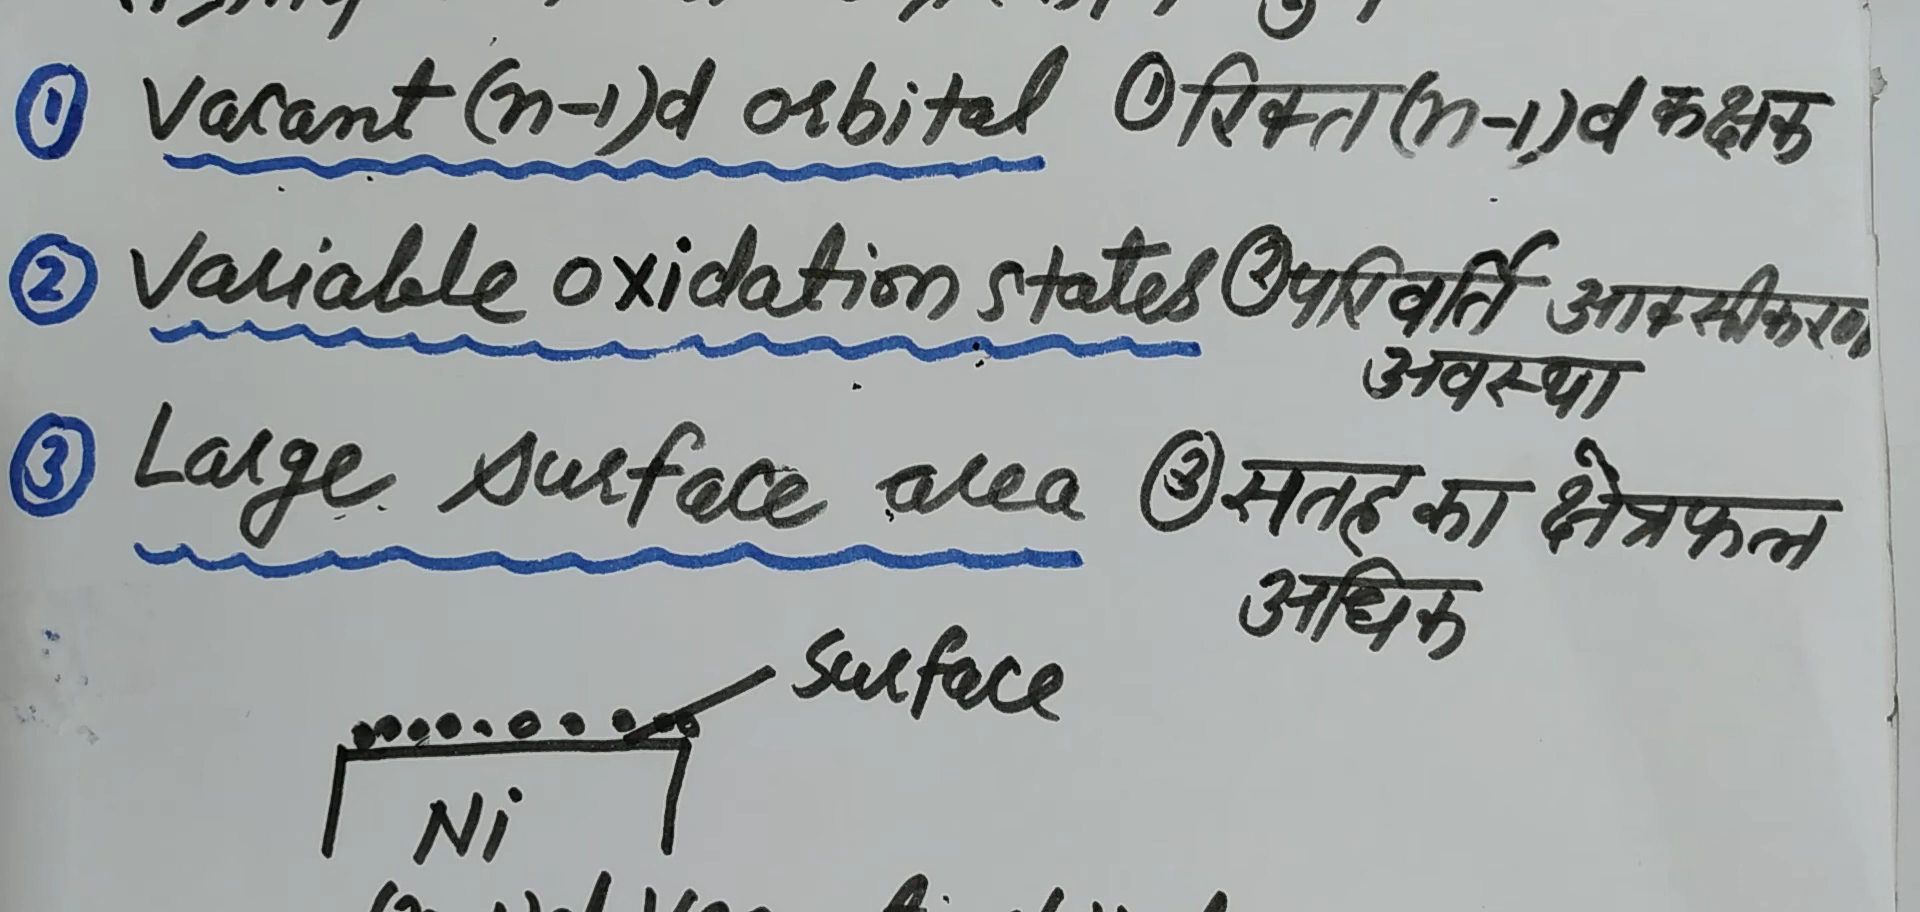 ① Vacant (n-1)d orbital ① रिक्त (n-1)d कक्षक
② Variable oxidation states ② परिवर्ति आक्सीकरण
अवस्था
③ Large surface area ③ सतह का क्षेत्रफल
अधिक
surface
Ni